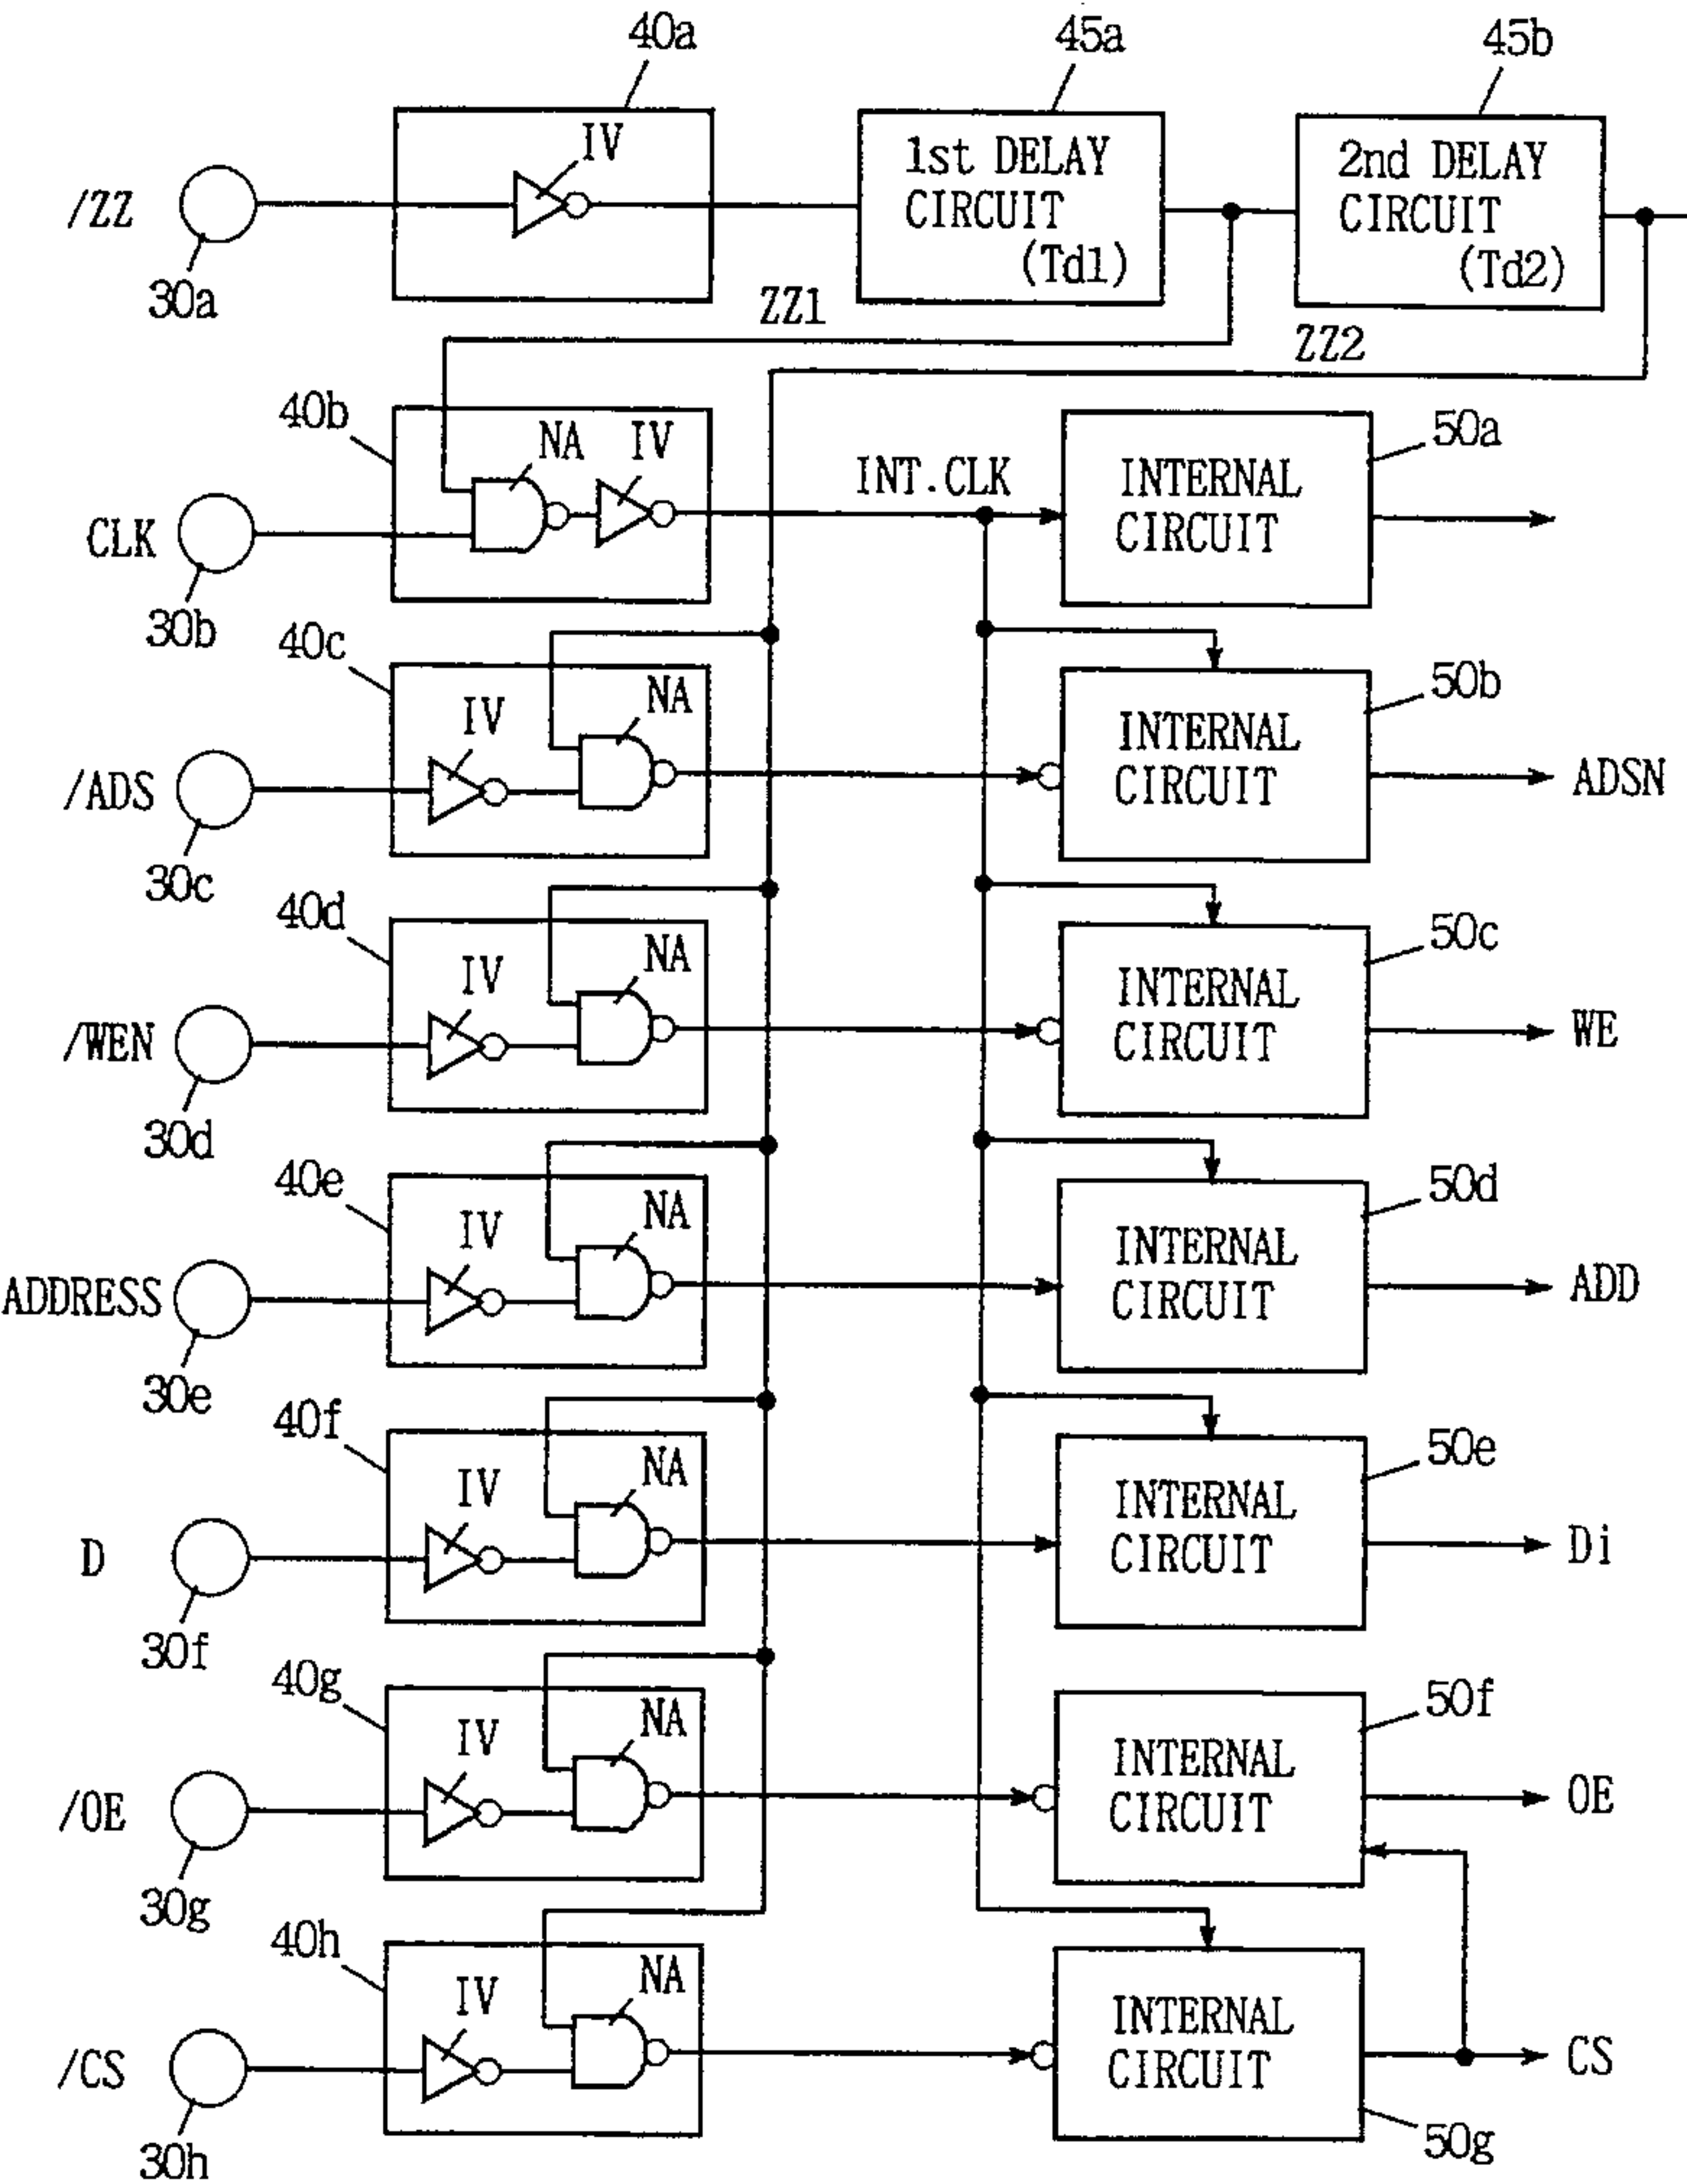 40a
45a
45b
IV
1st DELAY
CIRCUIT
(Td1)
2nd DELAY
CIRCUIT
(Td2)
/ZZ
30a
ZZ1
ZZ2
40b
NA
IV
INT.CLK
INTERNAL
CIRCUIT
50a
CLK
30b
40c
IV
NA
INTERNAL
CIRCUIT
50b
/ADS
ADSN
30c
40d
IV
NA
INTERNAL
CIRCUIT
50c
/WEN
WE
30d
40e
IV
NA
INTERNAL
CIRCUIT
50d
ADDRESS
ADD
30e
40f
IV
NA
INTERNAL
CIRCUIT
50e
D
Di
30f
40g
IV
NA
INTERNAL
CIRCUIT
50f
/OE
OE
30g
40h
IV
NA
INTERNAL
CIRCUIT
/CS
CS
50g
30h